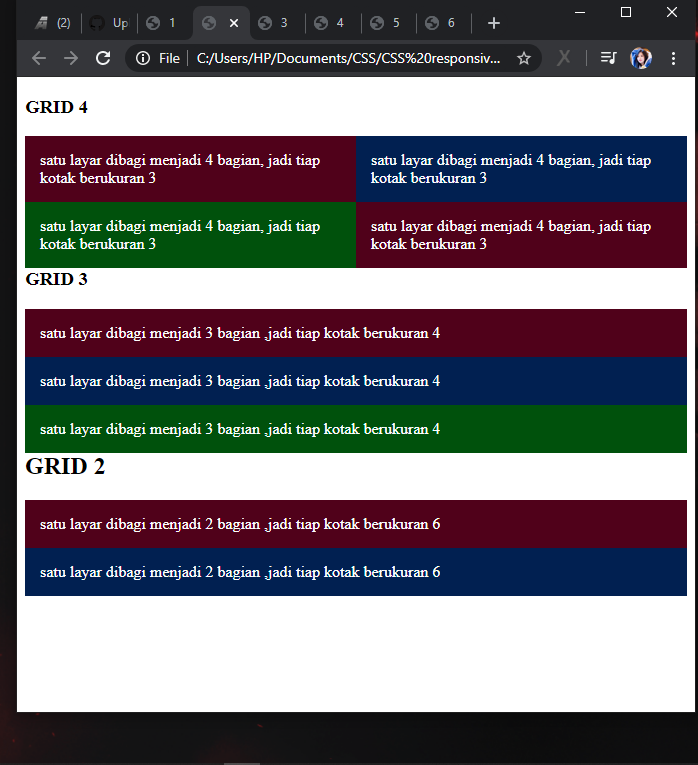 (2) Up 1 3 4 5 6
File C:/Users/HP/Documents/CSS/CSS%20responsiv...
GRID 4
satu layar dibagi menjadi 4 bagian, jadi tiap
kotak berukuran 3
satu layar dibagi menjadi 4 bagian, jadi tiap
kotak berukuran 3
satu layar dibagi menjadi 4 bagian, jadi tiap
kotak berukuran 3
satu layar dibagi menjadi 4 bagian, jadi tiap
kotak berukuran 3
GRID 3
satu layar dibagi menjadi 3 bagian ,jadi tiap kotak berukuran 4
satu layar dibagi menjadi 3 bagian ,jadi tiap kotak berukuran 4
satu layar dibagi menjadi 3 bagian ,jadi tiap kotak berukuran 4
GRID 2
satu layar dibagi menjadi 2 bagian ,jadi tiap kotak berukuran 6
satu layar dibagi menjadi 2 bagian ,jadi tiap kotak berukuran 6